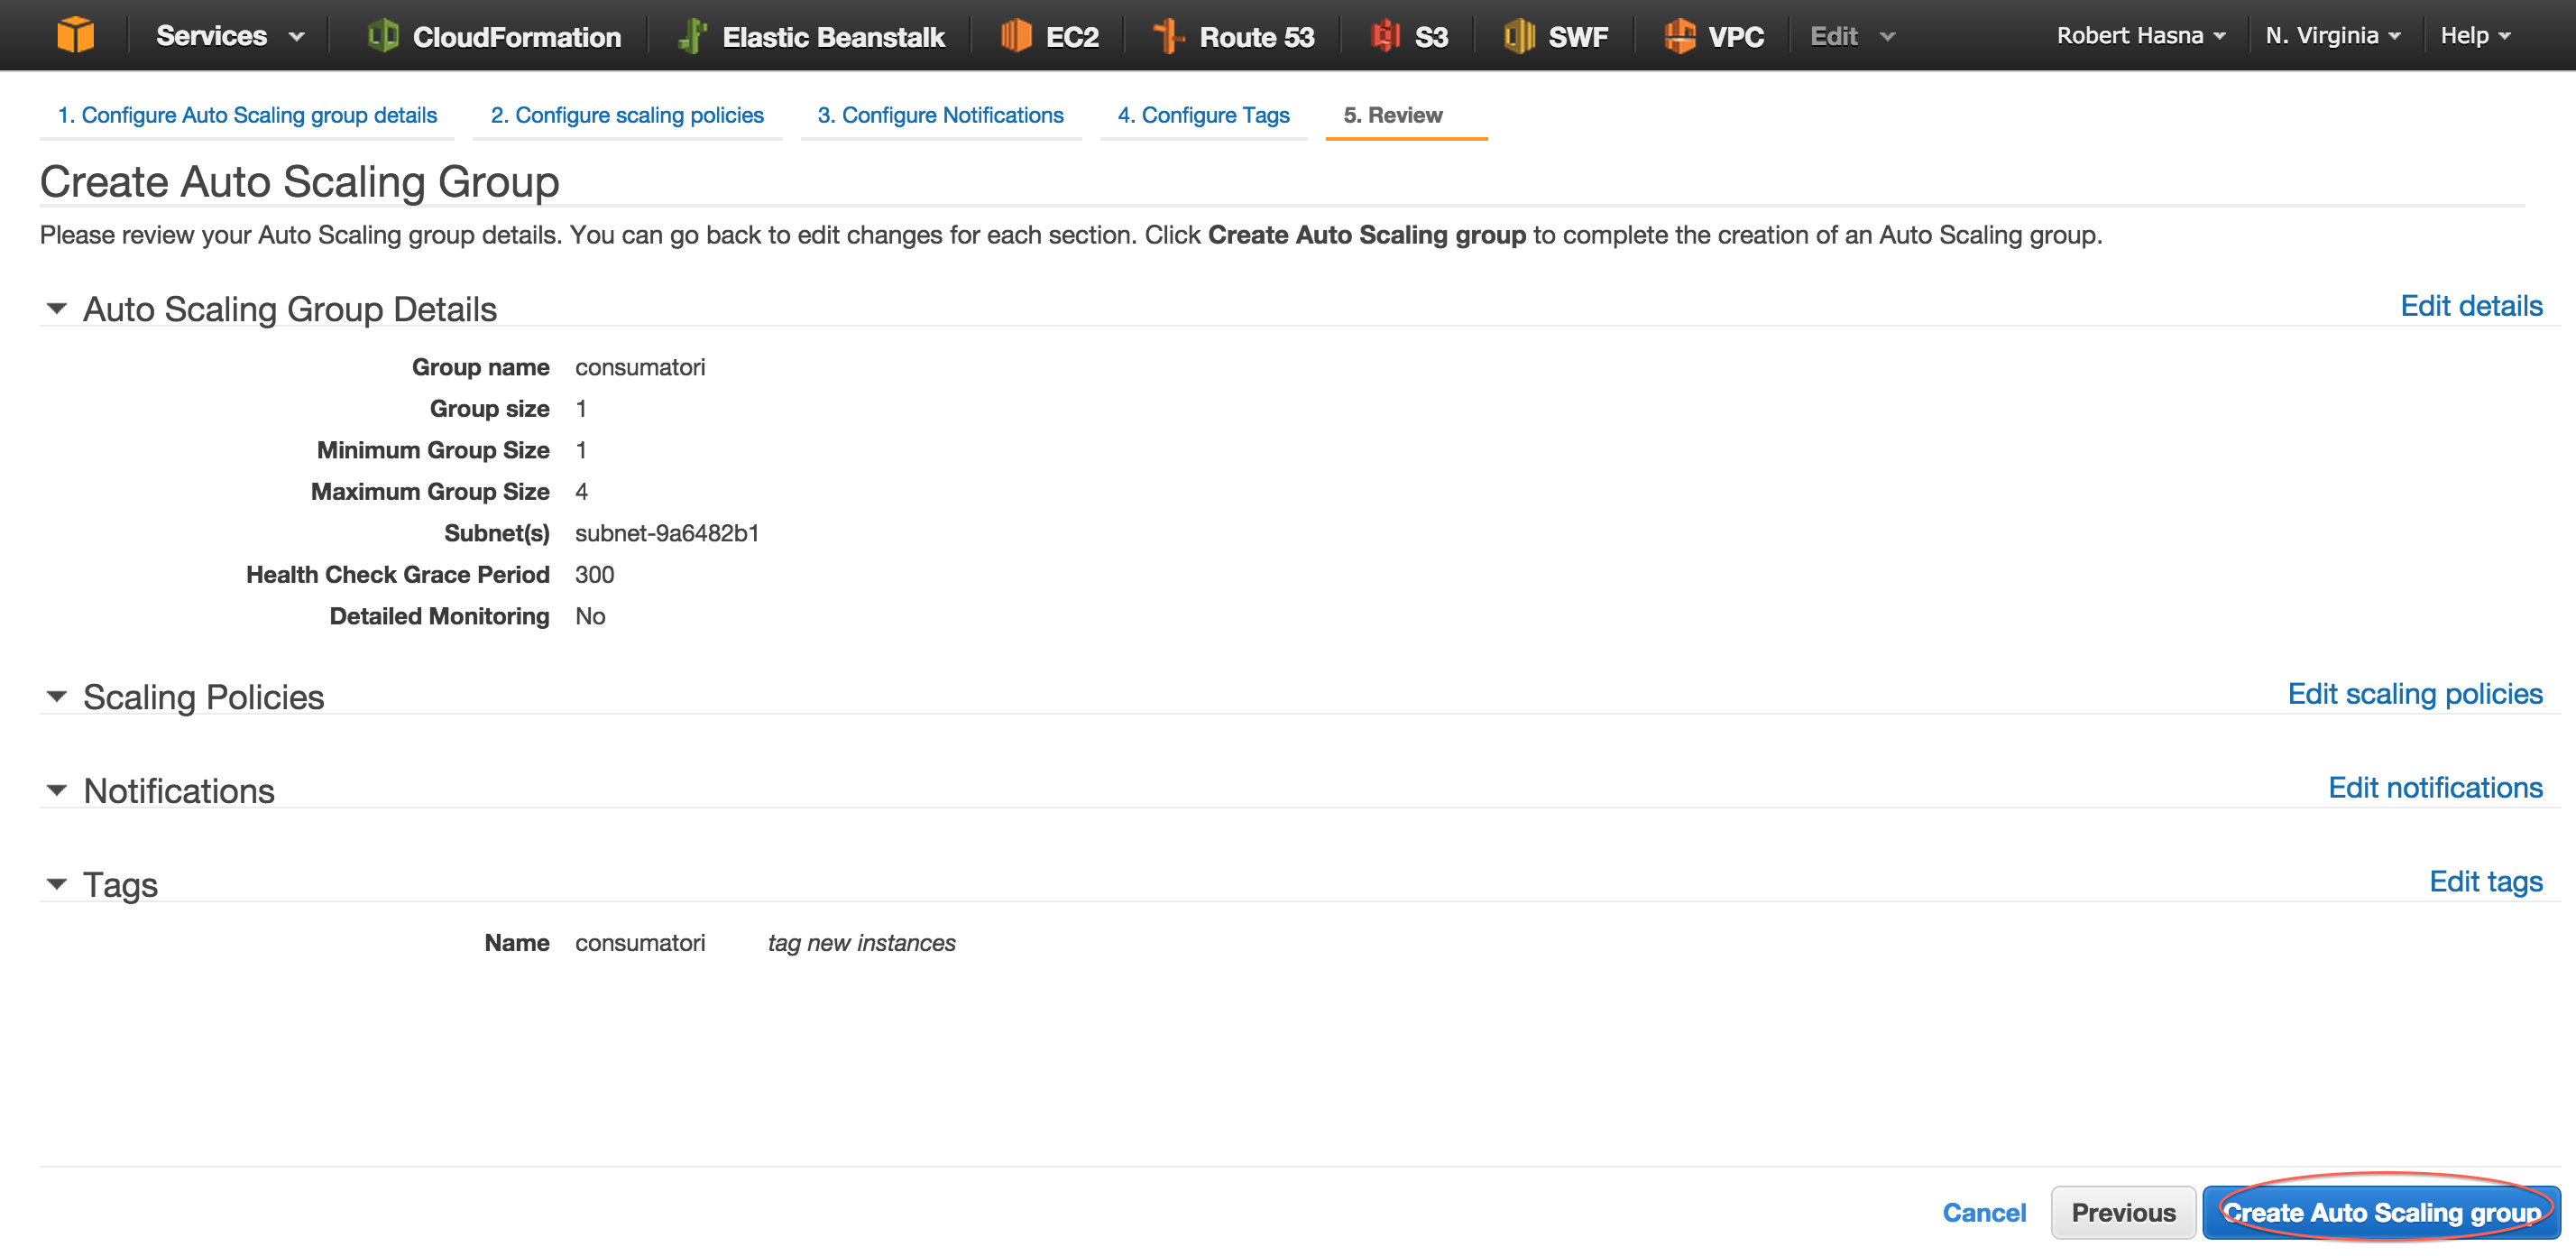 Services CloudFormation Elastic Beanstalk EC2 Route 53 S3 SWF VPC Edit Robert Hasna N. Virginia Help
1. Configure Auto Scaling group details 2. Configure scaling policies 3. Configure Notifications 4. Configure Tags 5. Review
Create Auto Scaling Group
Please review your Auto Scaling group details. You can go back to edit changes for each section. Click Create Auto Scaling group to complete the creation of an Auto Scaling group.
Auto Scaling Group Details Edit details
Group name consumatori
Group size 1
Minimum Group Size 1
Maximum Group Size 4
Subnet(s) subnet-9a6482b1
Health Check Grace Period 300
Detailed Monitoring No
Scaling Policies Edit scaling policies
Notifications Edit notifications
Tags Edit tags
Name consumatori tag new instances
Cancel Previous Create Auto Scaling group